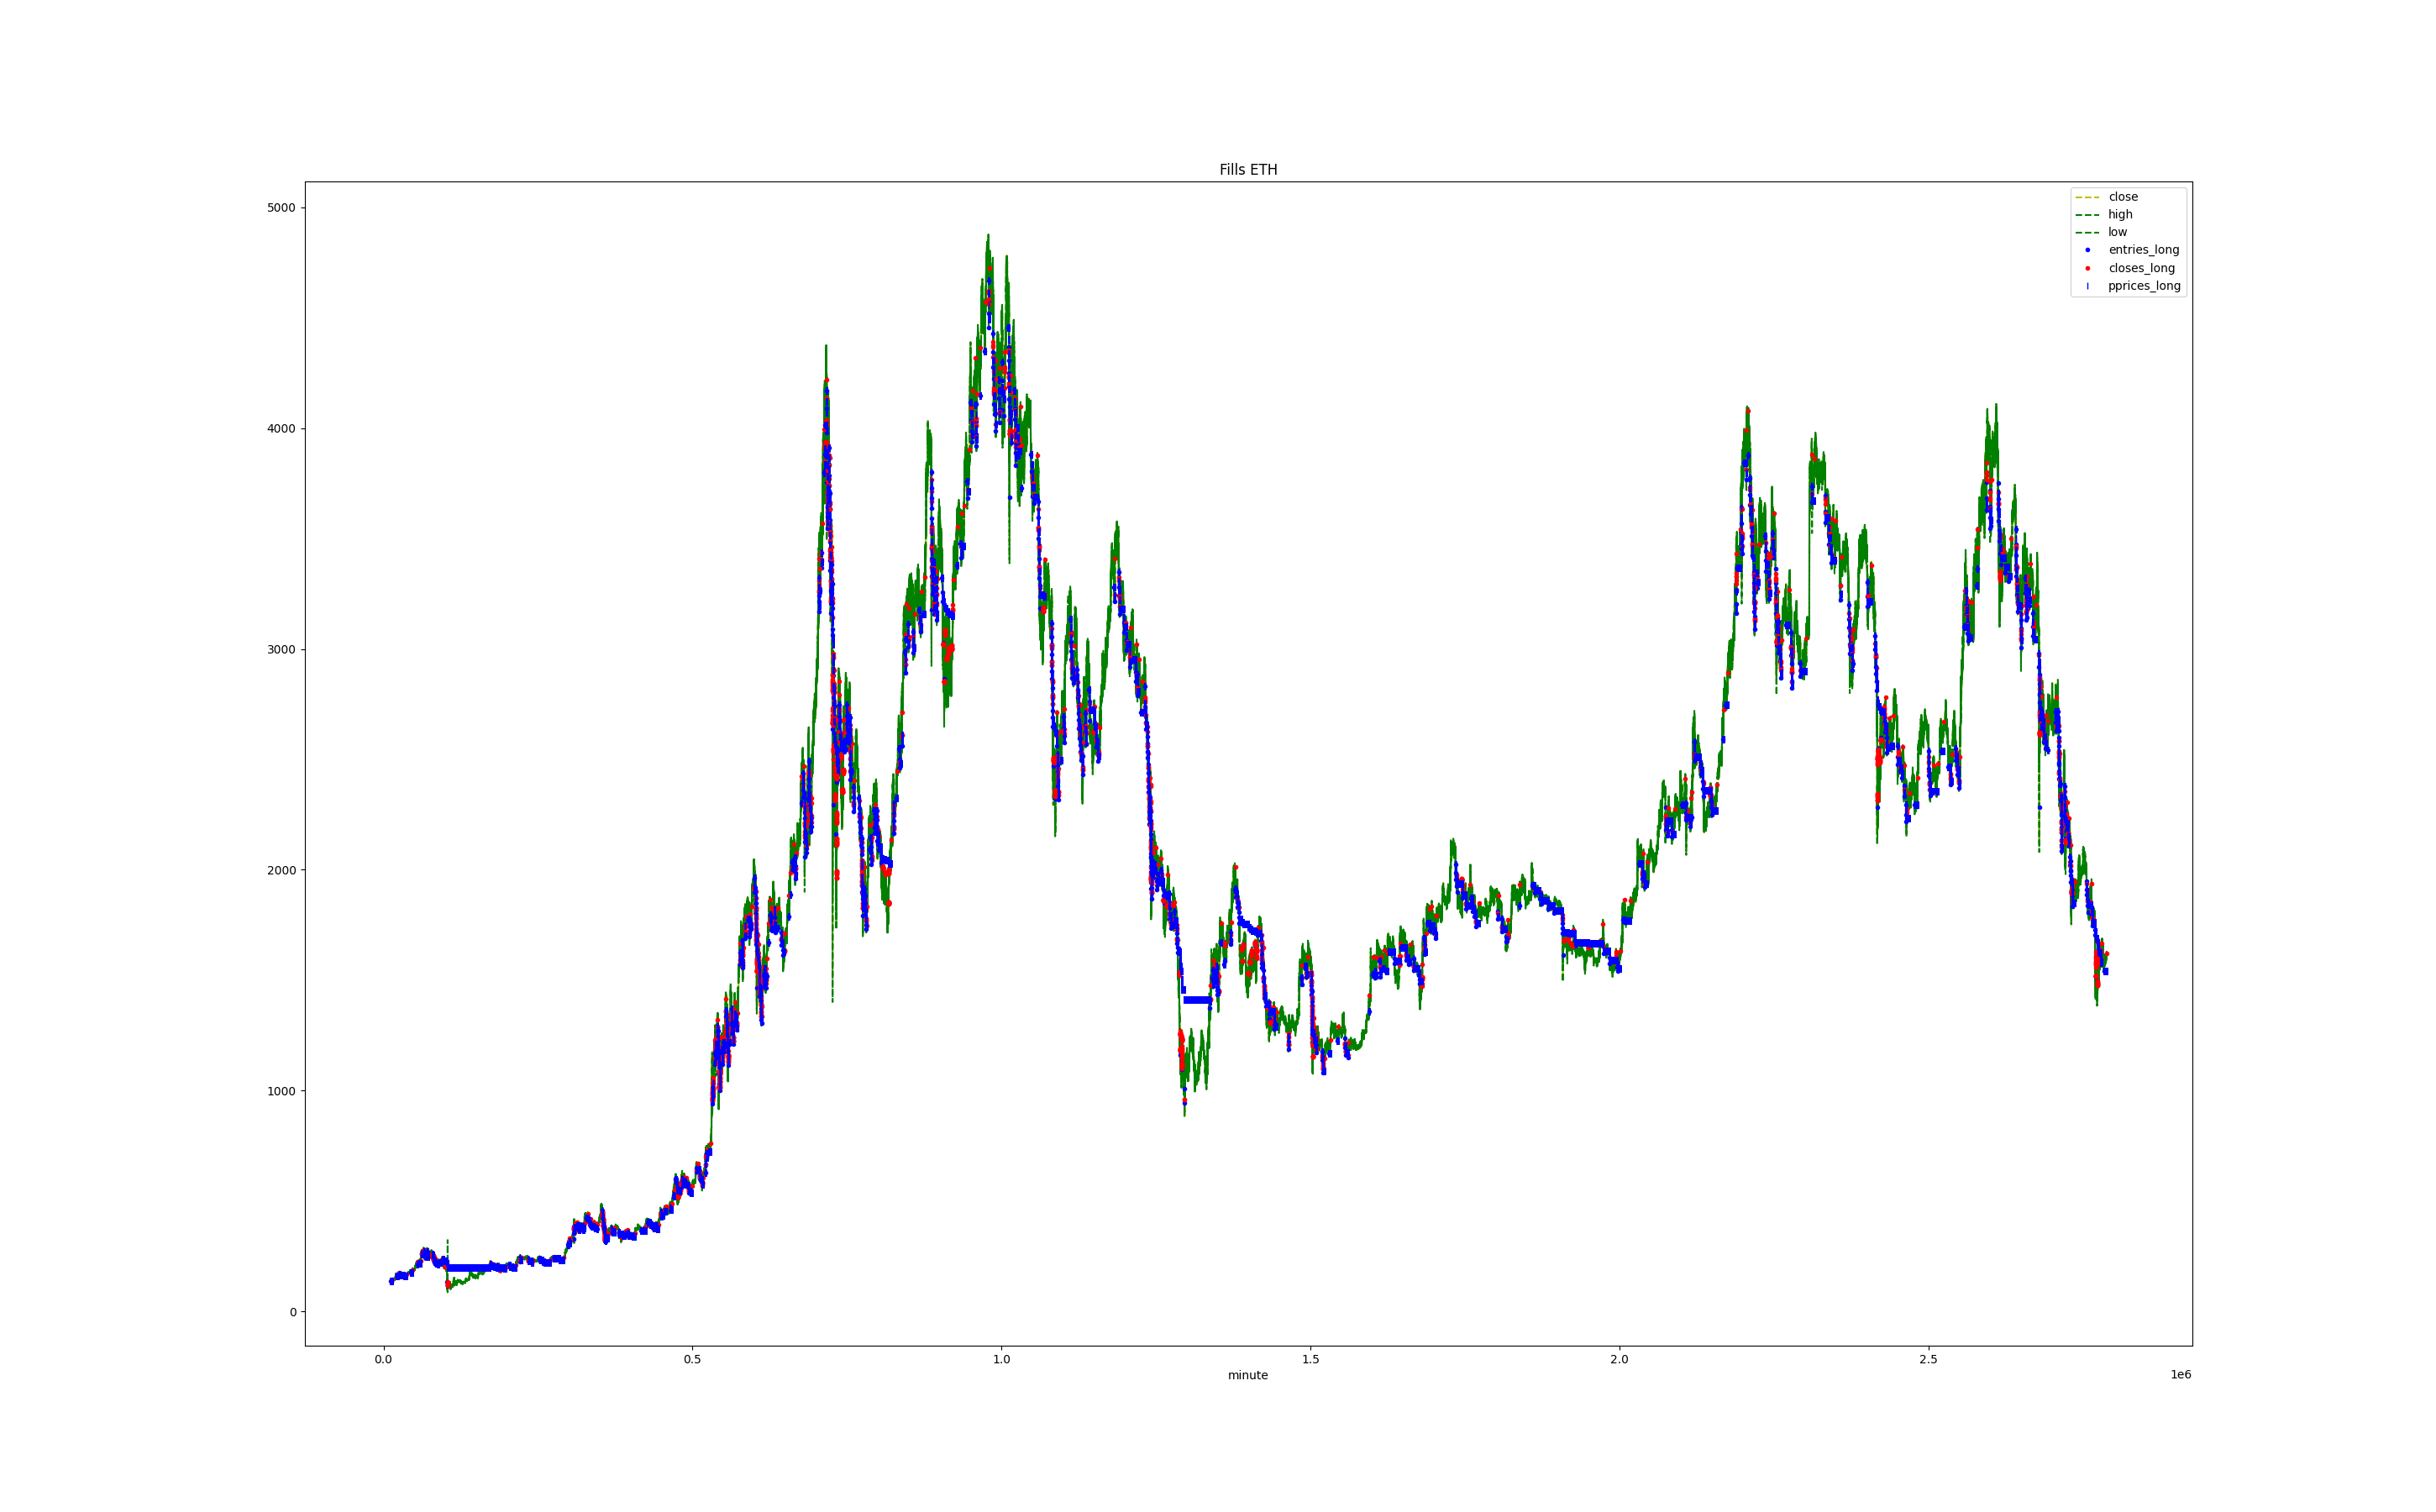 Fills ETH
close
high
low
entries_long
closes_long
pprices_long
5000
4000
3000
2000
1000
0
0.0 0.5 1.0 1.5 2.0 2.5
minute
1e6